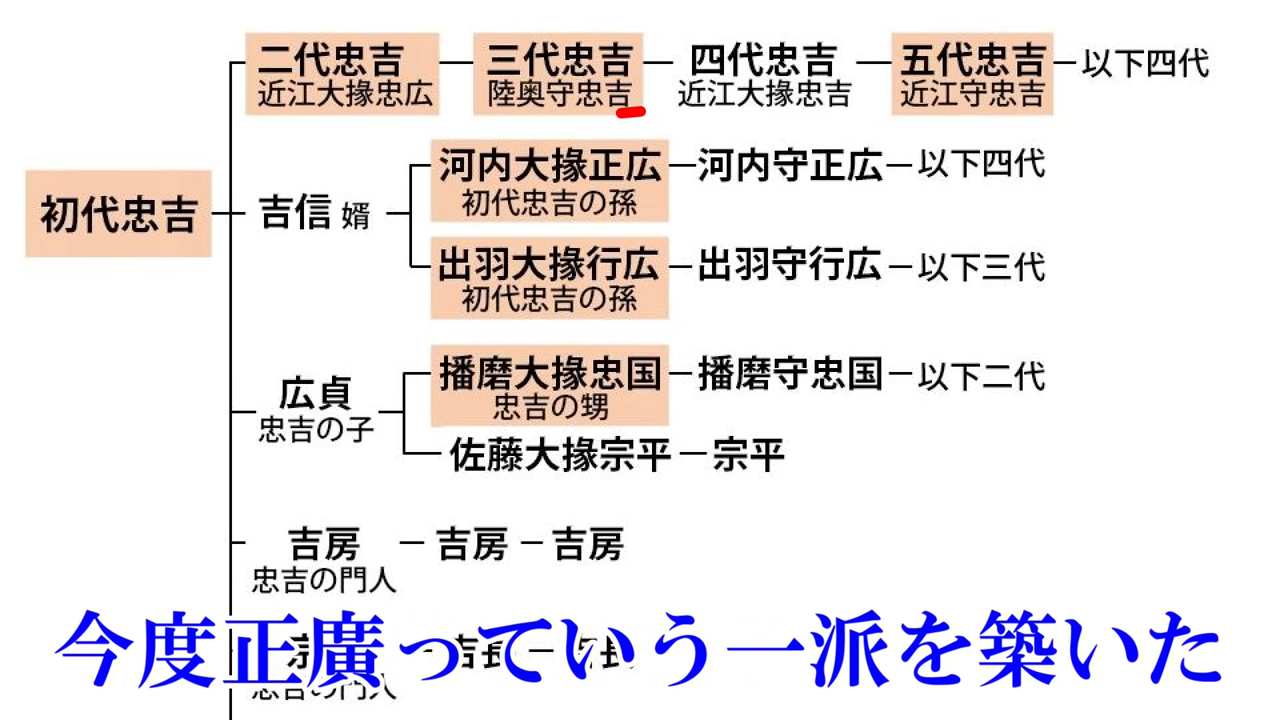 二代忠吉 三代忠吉 四代忠吉 五代忠吉 以下四代
近江大掾忠広 陸奥守忠吉 近江大掾忠吉 近江守忠吉
河内大掾正広 河内守正広 以下四代
初代忠吉の孫
初代忠吉 吉信 婿
出羽大掾行広 出羽守行広 以下三代
初代忠吉の孫
播磨大掾忠国 播磨守忠国 以下二代
忠吉の甥
広貞
忠吉の子
佐藤大掾宗平 宗平
吉房 吉房 吉房
忠吉の門人
吉長
忠吉の門人
今度正廣っていう一派を築いた